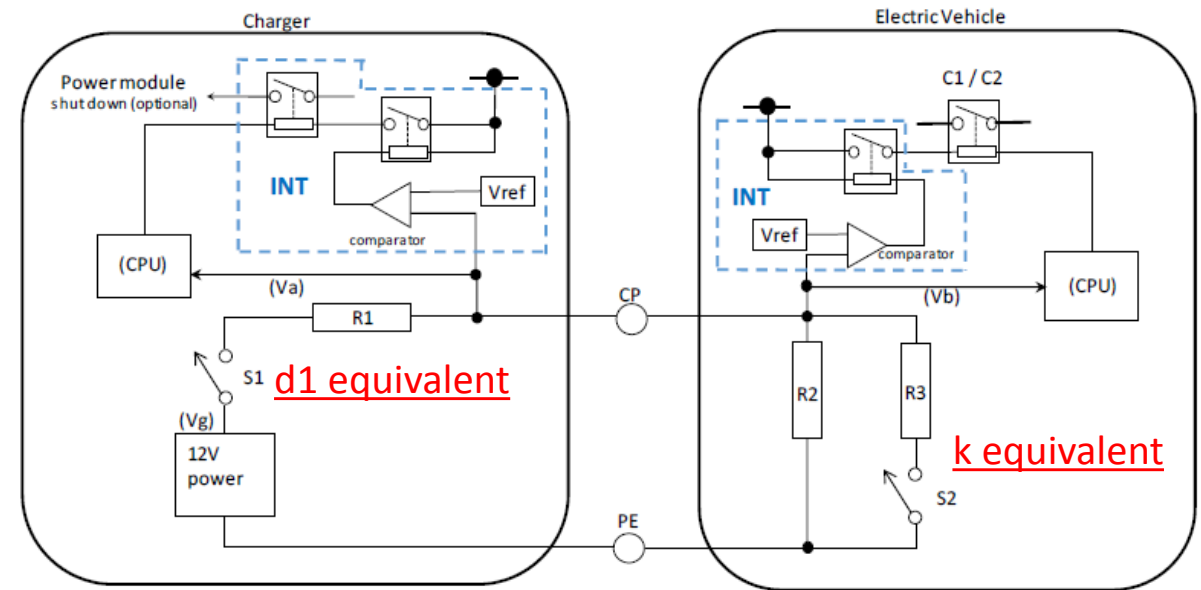 Charger
Electric Vehicle
Power module
shut down (optional)
C1 / C2
INT
Vref
comparator
(CPU)
(Va)
R1
S1
d1 equivalent
(Vg)
12V
power
CP
PE
INT
Vref
comparator
(Vb)
(CPU)
R2
R3
k equivalent
S2